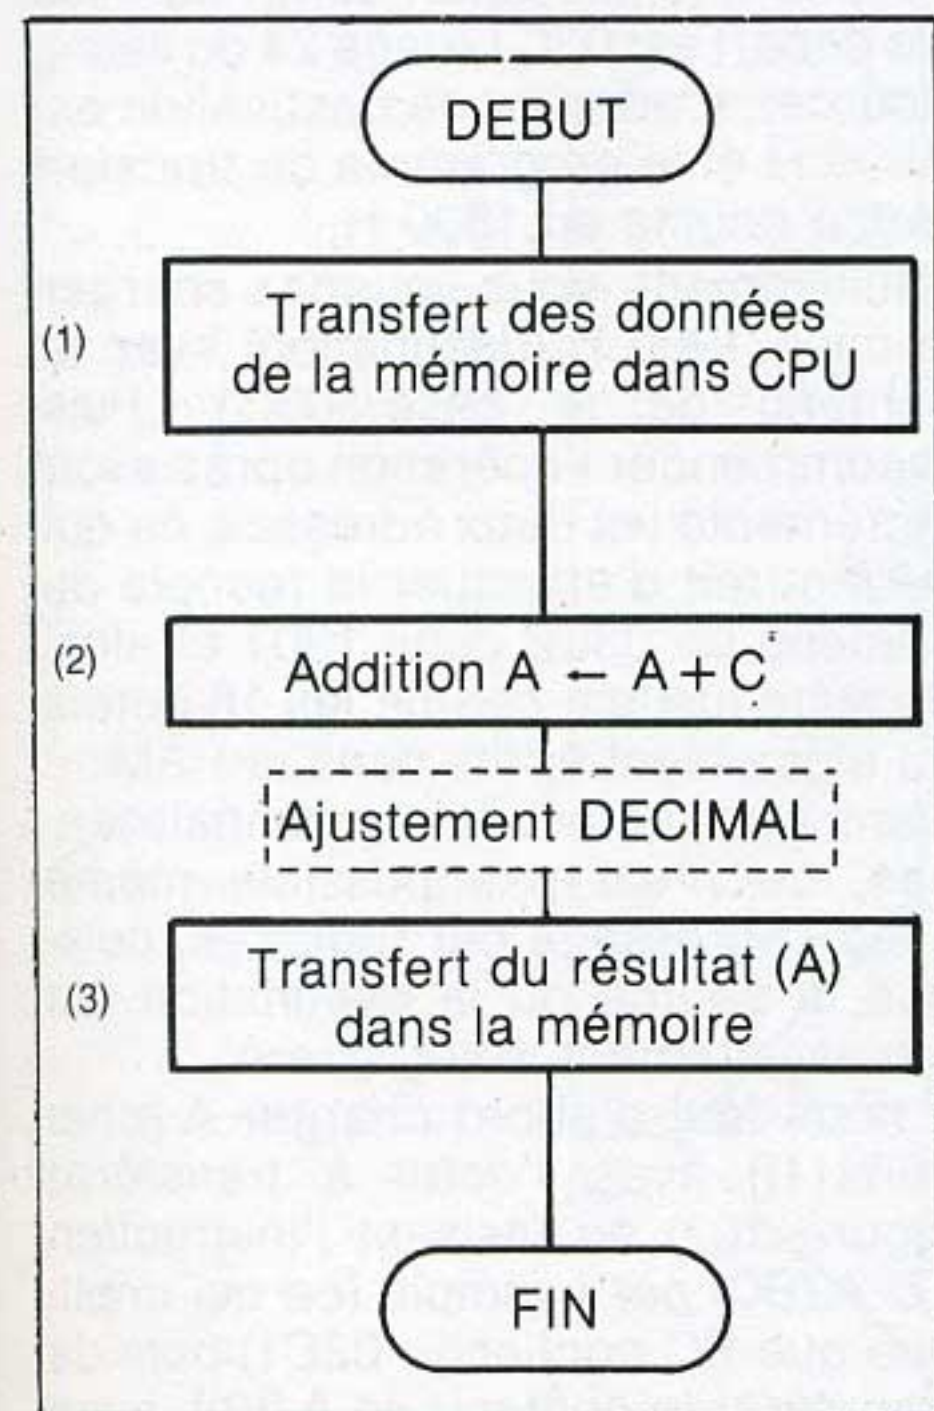 DEBUT
(1)
Transfert des données
de la mémoire dans CPU
(2)
Addition A ← A + C
Ajustement DECIMAL
(3)
Transfert du résultat (A)
dans la mémoire
FIN